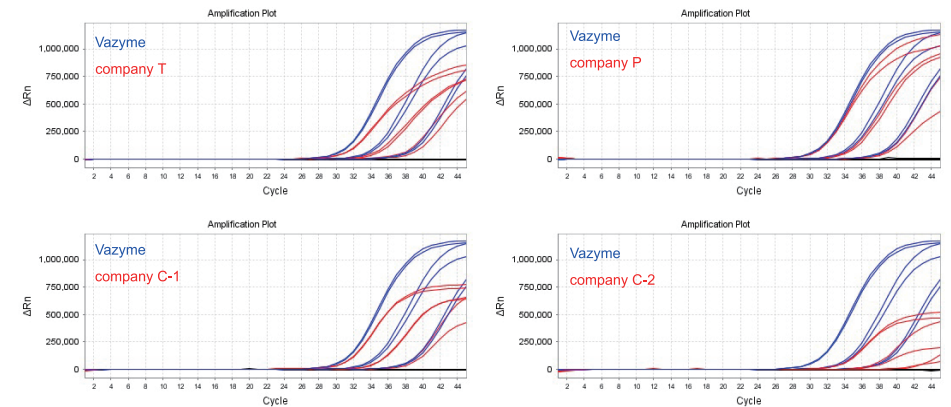 Amplification Plot
Vazyme
company T
1,000,000
750,000
500,000
250,000
0
ΔRn
2 4 6 8 10 12 14 16 18 20 22 24 26 28 30 32 34 36 38 40 42 44
Cycle
Amplification Plot
Vazyme
company P
1,000,000
750,000
500,000
250,000
0
ΔRn
2 4 6 8 10 12 14 16 18 20 22 24 26 28 30 32 34 36 38 40 42 44
Cycle
Amplification Plot
Vazyme
company C-1
1,000,000
750,000
500,000
250,000
0
ΔRn
2 4 6 8 10 12 14 16 18 20 22 24 26 28 30 32 34 36 38 40 42 44
Cycle
Amplification Plot
Vazyme
company C-2
1,000,000
750,000
500,000
250,000
0
ΔRn
2 4 6 8 10 12 14 16 18 20 22 24 26 28 30 32 34 36 38 40 42 44
Cycle